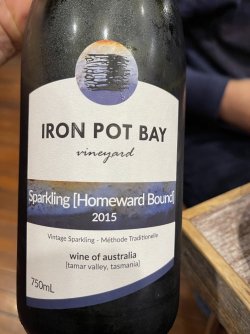 IRON POT BAY
vineyard
Sparkling [Homeward Bound]
2015
Vintage Sparkling - Méthode Traditionelle
wine of australia
[tamar valley, tasmania]
750mL